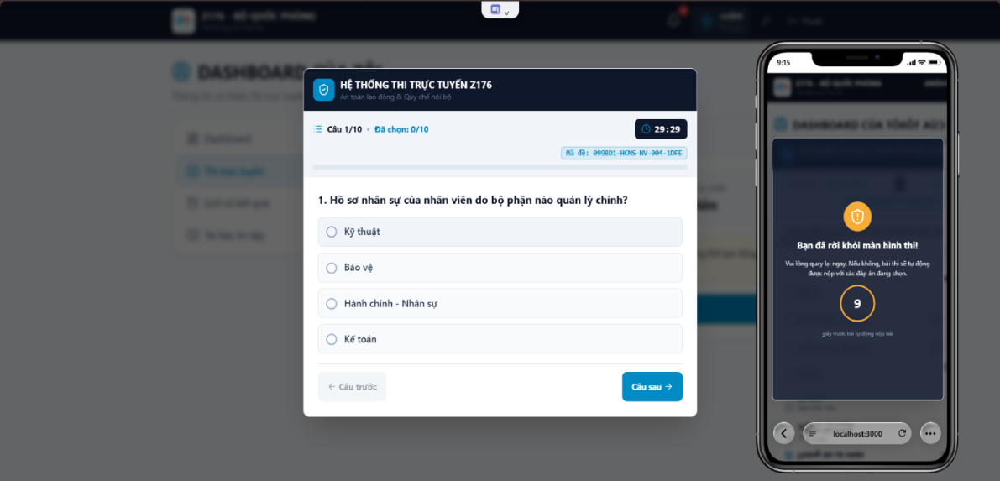 Z176 - BỘ QUỐC PHÒNG
DASHBOARD CỦA TÔI
Dashboard
Thi trực tuyến
Lịch sử kết quả
Tài liệu ôn tập
HỆ THỐNG THI TRỰC TUYẾN Z176
An toàn lao động & Quy chế nội bộ
Câu 1/10 • Đã chọn: 0/10
29:29
Mã đề: 099BD1-HCNS-NV-004-1DFE
1. Hồ sơ nhân sự của nhân viên do bộ phận nào quản lý chính?
Kỹ thuật
Bảo vệ
Hành chính - Nhân sự
Kế toán
← Câu trước
Câu sau →
9:15
Z176 - BỘ QUỐC PHÒNG
DASHBOARD CỦA TÔI
Bạn đã rời khỏi màn hình thi!
Vui lòng quay lại ngay. Nếu không, bài thi sẽ tự động
được nộp với các đáp án đang chọn.
9
giây trước khi tự động nộp bài
localhost:3000